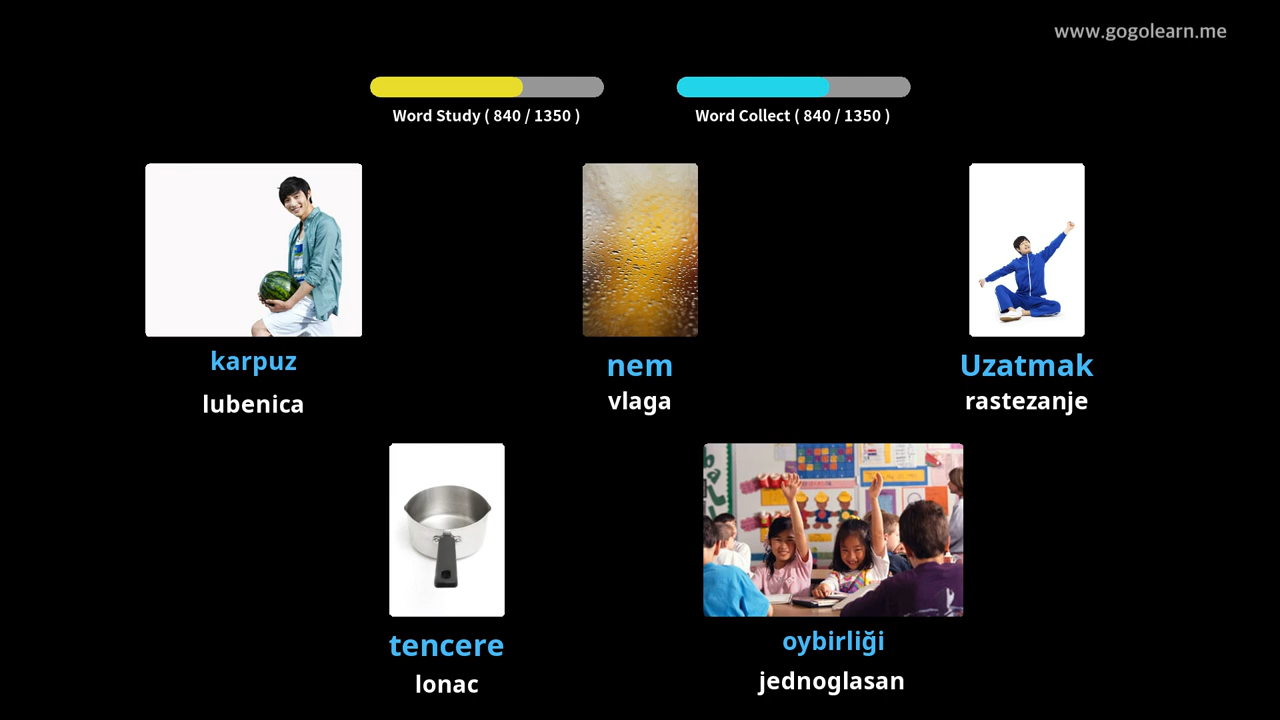 www.gogolearn.me
Word Study ( 840 / 1350 )
Word Collect ( 840 / 1350 )
karpuz
lubenica
nem
vlaga
Uzatmak
rastezanje
tencere
lonac
oybirliği
jednoglasan